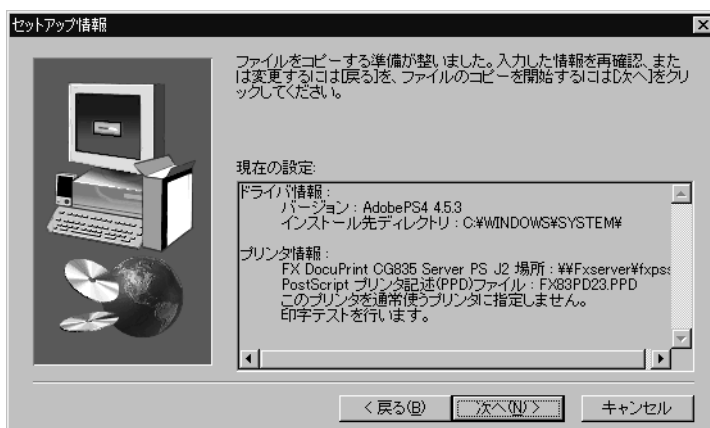 セットアップ情報
ファイルをコピーする準備が整いました。入力した情報を再確認、また
は変更するには[戻る]を、ファイルのコピーを開始するには[次へ]をクリ
ックしてください。
現在の設定:
ドライバ情報 :
バージョン : AdobePS4 4.5.3
インストール先ディレクトリ : C:¥WINDOWS¥SYSTEM¥
プリンタ情報 :
FX DocuPrint CG835 Server PS J2 場所 : ¥¥Fxserver¥fxpss
PostScript プリンタ記述(PPD)ファイル : FX83PD23.PPD
このプリンタを通常使うプリンタに指定しません。
印字テストを行います。
< 戻る(B)
次へ(N) >
キャンセル